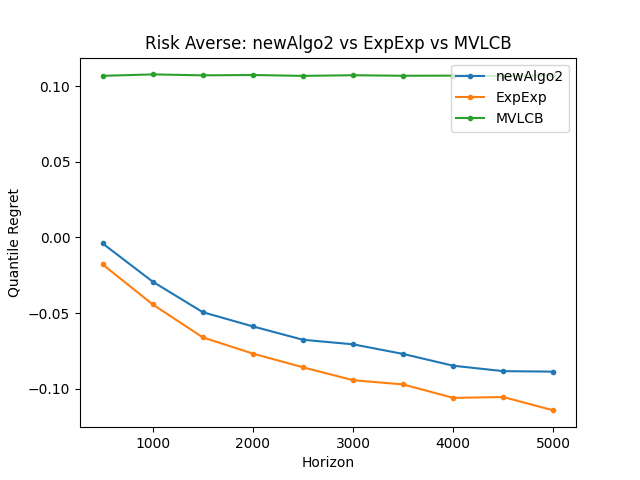 Risk Averse: newAlgo2 vs ExpExp vs MVLCB
newAlgo2
ExpExp
MVLCB
Quantile Regret
0.10
0.05
0.00
−0.05
−0.10
1000 2000 3000 4000 5000
Horizon